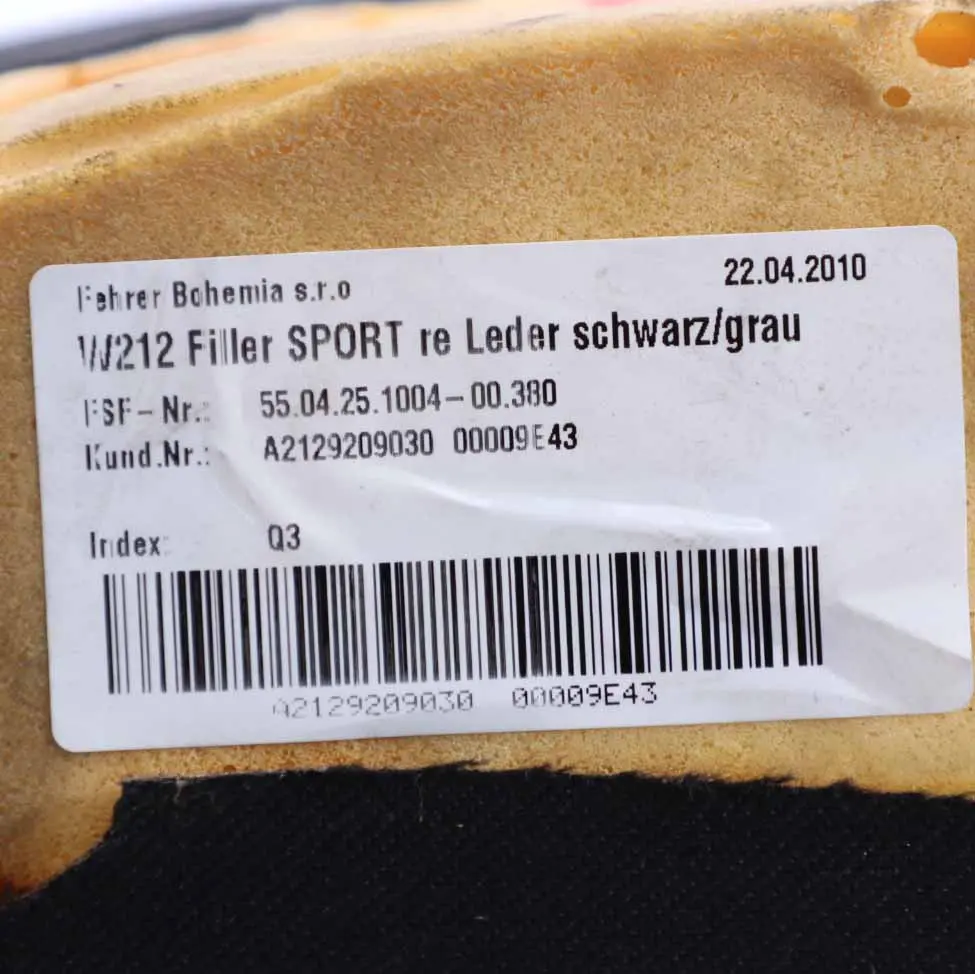 Fehrer Bohemia s.r.o
22.04.2010
W212 Filler SPORT re Leder schwarz/grau
FSF-Nr.: 55.04.25.1004-00.380
Kund.Nr.: A2129209030 00009E43
Index: Q3
A2129209030 00009E43